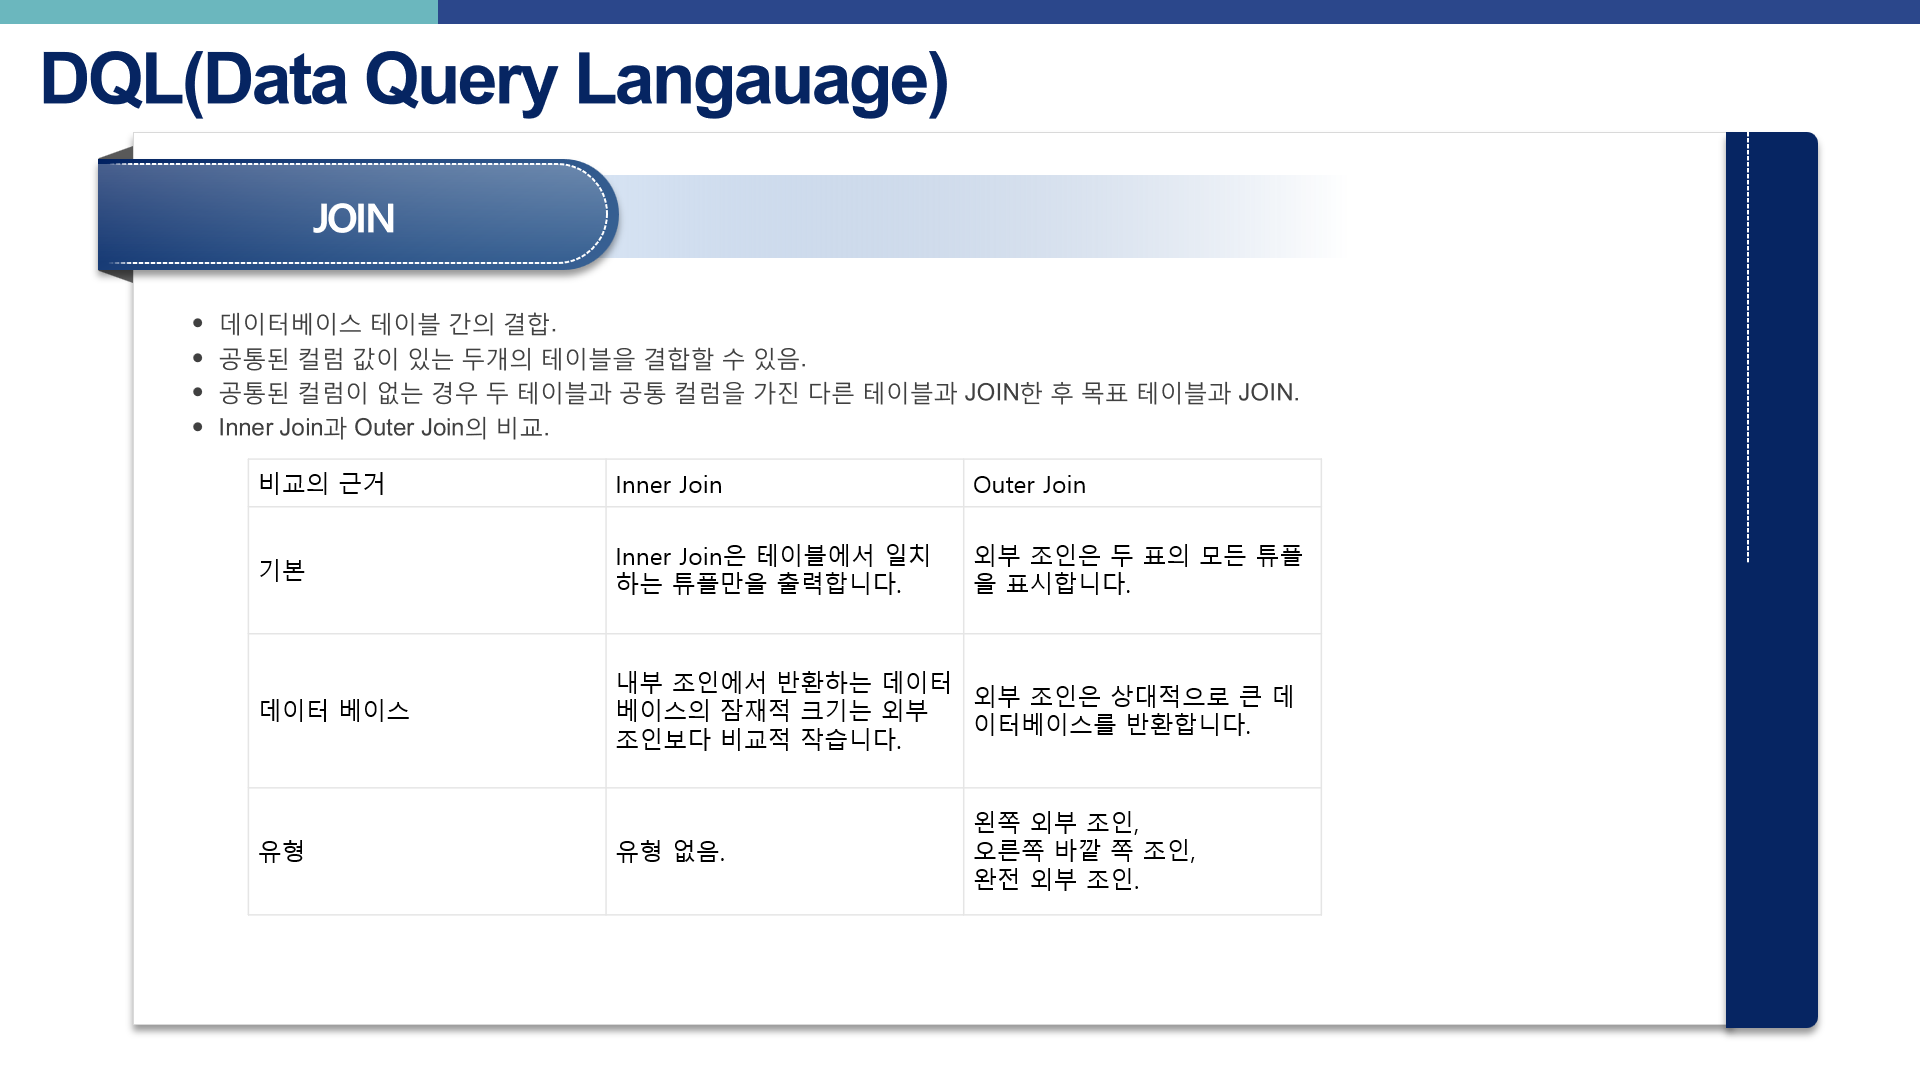 DQL(Data Query Langauage)
JOIN
• 데이터베이스 테이블 간의 결합.
• 공통된 컬럼 값이 있는 두개의 테이블을 결합할 수 있음.
• 공통된 컬럼이 없는 경우 두 테이블과 공통 컬럼을 가진 다른 테이블과 JOIN한 후 목표 테이블과 JOIN.
• Inner Join과 Outer Join의 비교.
비교의 근거
Inner Join
Outer Join
기본
Inner Join은 테이블에서 일치
하는 튜플만을 출력합니다.
외부 조인은 두 표의 모든 튜플
을 표시합니다.
데이터 베이스
내부 조인에서 반환하는 데이터
베이스의 잠재적 크기는 외부
조인보다 비교적 작습니다.
외부 조인은 상대적으로 큰 데
이터베이스를 반환합니다.
유형
유형 없음.
왼쪽 외부 조인,
오른쪽 바깥 쪽 조인,
완전 외부 조인.